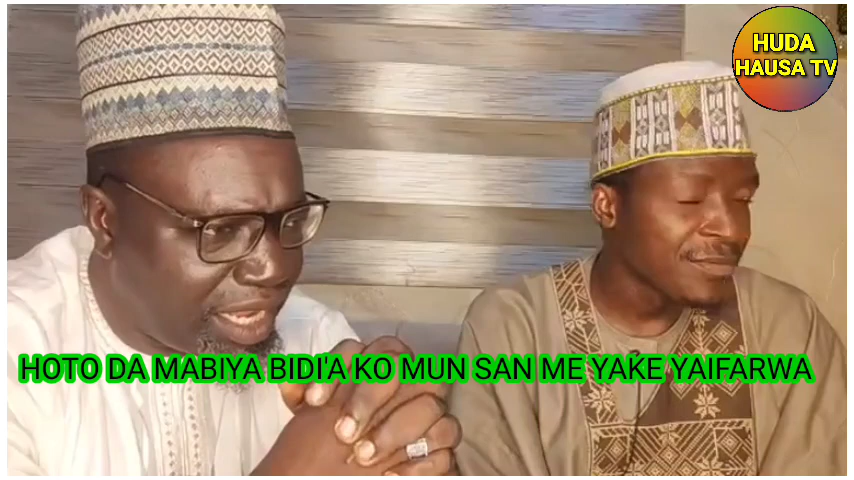 HUDA
HAUSA TV
HOTO DA MABIYA BIDI'A KO MUN SAN ME YAKE YAIFARWA